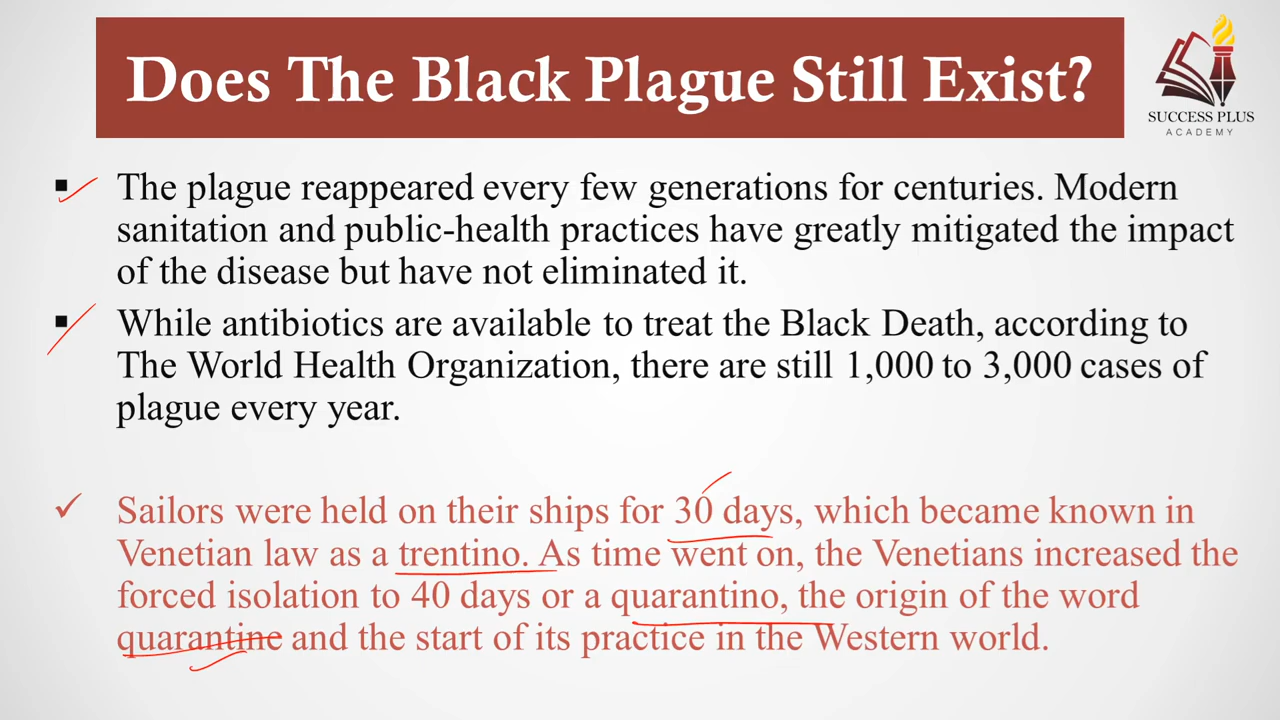 Does The Black Plague Still Exist?
SUCCESS PLUS
ACADEMY
▪ The plague reappeared every few generations for centuries. Modern
sanitation and public-health practices have greatly mitigated the impact
of the disease but have not eliminated it.
▪ While antibiotics are available to treat the Black Death, according to
The World Health Organization, there are still 1,000 to 3,000 cases of
plague every year.
✓ Sailors were held on their ships for 30 days, which became known in
Venetian law as a trentino. As time went on, the Venetians increased the
forced isolation to 40 days or a quarantino, the origin of the word
quarantine and the start of its practice in the Western world.